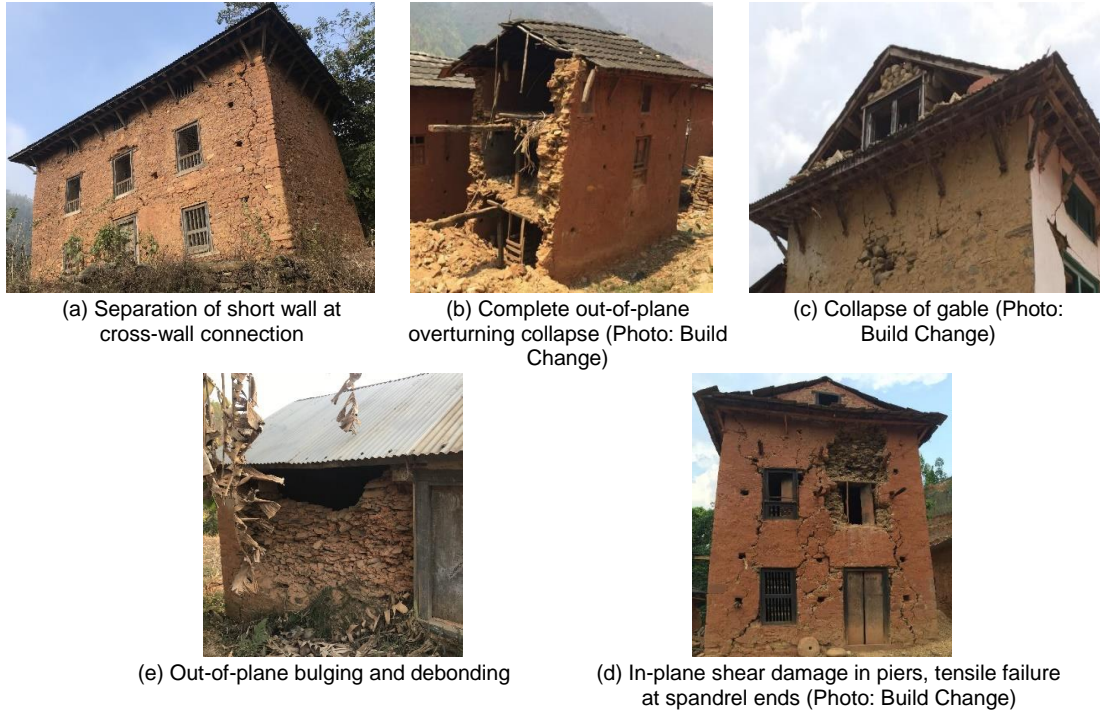 (a) Separation of short wall at
cross-wall connection
(b) Complete out-of-plane
overturning collapse (Photo: Build
Change)
(c) Collapse of gable (Photo:
Build Change)
(e) Out-of-plane bulging and debonding
(d) In-plane shear damage in piers, tensile failure
at spandrel ends (Photo: Build Change)